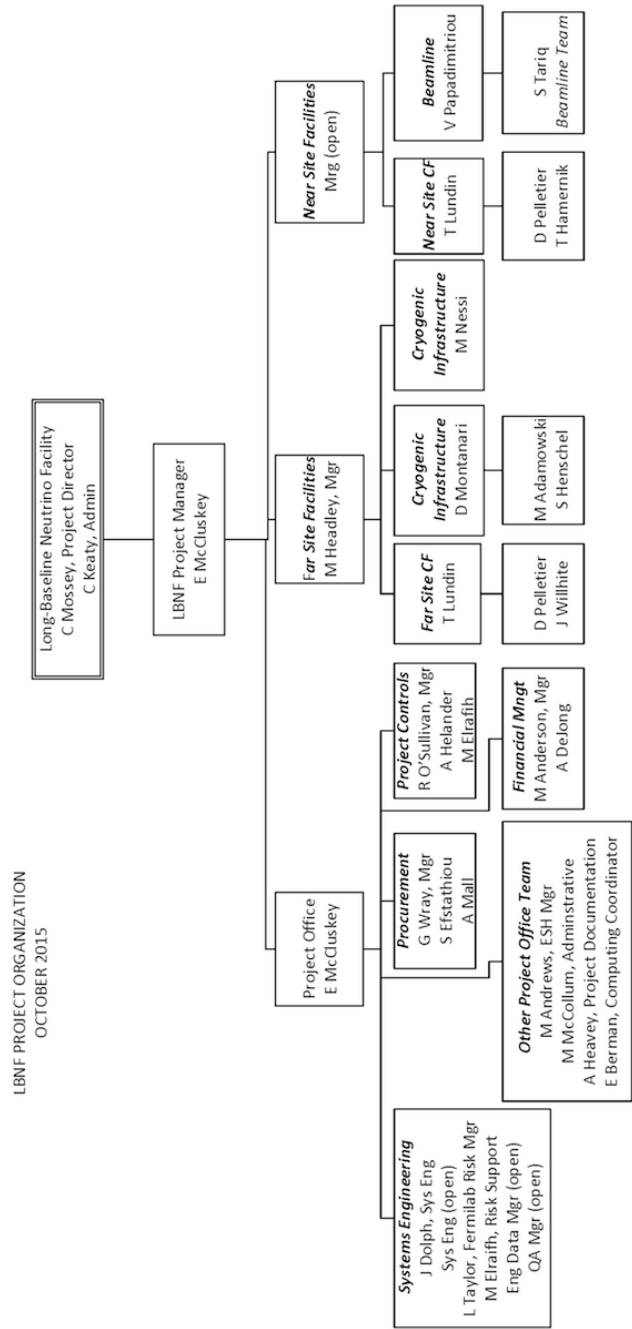 LBNF PROJECT ORGANIZATION
OCTOBER 2015
Long-Baseline Neutrino Facility
C Mossey, Project Director
C Keaty, Admin
LBNF Project Manager
E McCluskey
Project Office
E McCluskey
Far Site Facilities
M Headley, Mgr
Near Site Facilities
Mrg (open)
Systems Engineering
J Dolph, Sys Eng
Sys Eng (open)
L Taylor, Fermilab Risk Mgr
M Elraifh, Risk Support
Eng Data Mgr (open)
QA Mgr (open)
Procurement
G Wray, Mgr
S Efstathiou
A Mall
Project Controls
R O'Sullivan, Mgr
A Helander
M Elrafih
Far Site CF
T Lundin
Cryogenic
Infrastructure
D Montanari
Cryogenic
Infrastructure
M Nessi
Near Site CF
T Lundin
Beamline
V Papadimitriou
Other Project Office Team
M Andrews, ESH Mgr
M McCollum, Adminstrative
A Heavey, Project Documentation
E Berman, Computing Coordinator
Financial Mngt
M Anderson, Mgr
A DeJong
D Pelletier
J Willhite
M Adamowski
S Henschel
D Pelletier
T Hamernik
S Tariq
Beamline Team